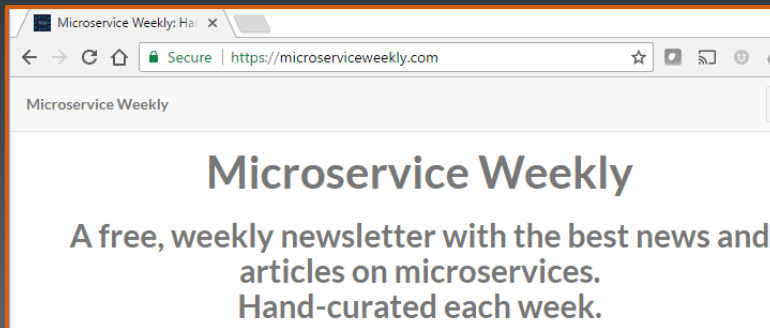 Microservice Weekly: Har
Secure https://microserviceweekly.com
Microservice Weekly
Microservice Weekly
A free, weekly newsletter with the best news and
articles on microservices.
Hand-curated each week.